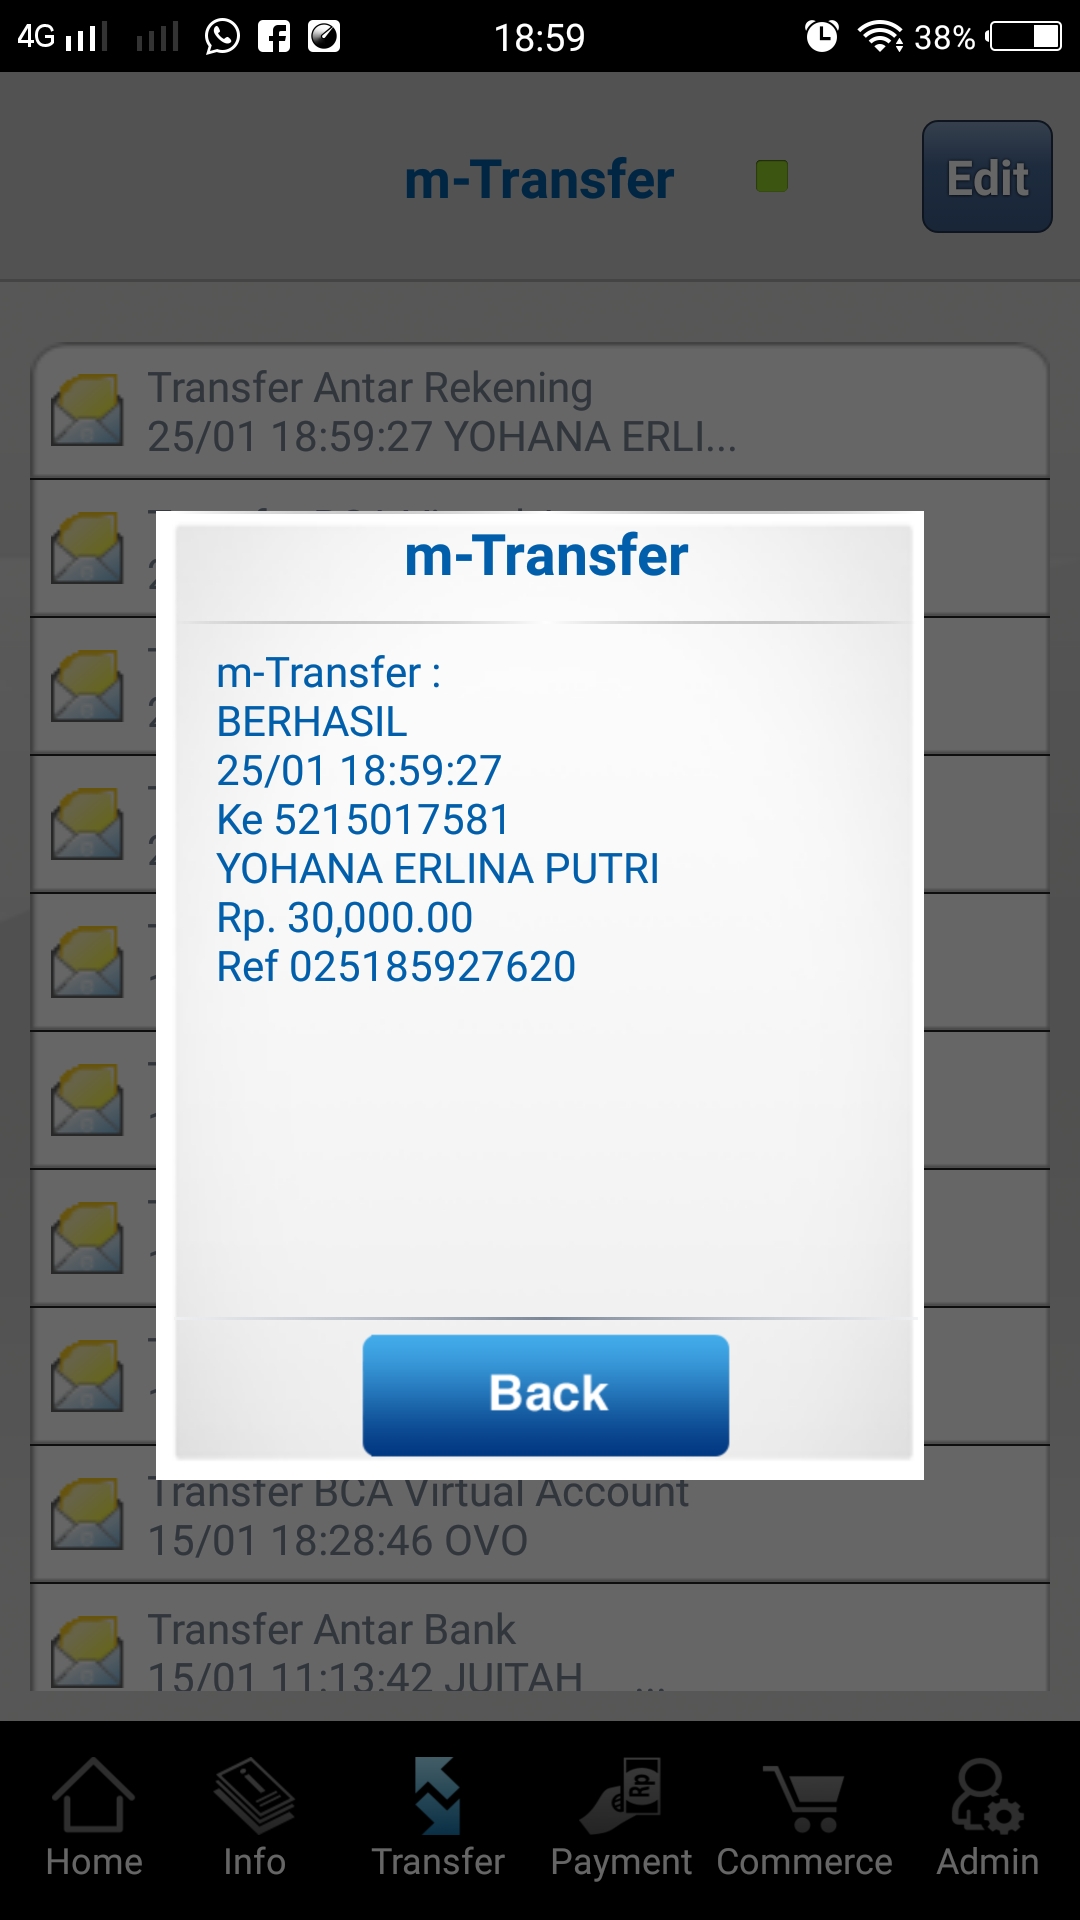 4G
18:59
38%
m-Transfer
Edit
Transfer Antar Rekening
25/01 18:59:27 YOHANA ERLI...
m-Transfer
m-Transfer :
BERHASIL
25/01 18:59:27
Ke 5215017581
YOHANA ERLINA PUTRI
Rp. 30,000.00
Ref 025185927620
Back
Transfer BCA Virtual Account
15/01 18:28:46 OVO
Transfer Antar Bank
15/01 11:13:42 JUITAH ...
Home Info Transfer Payment Commerce Admin